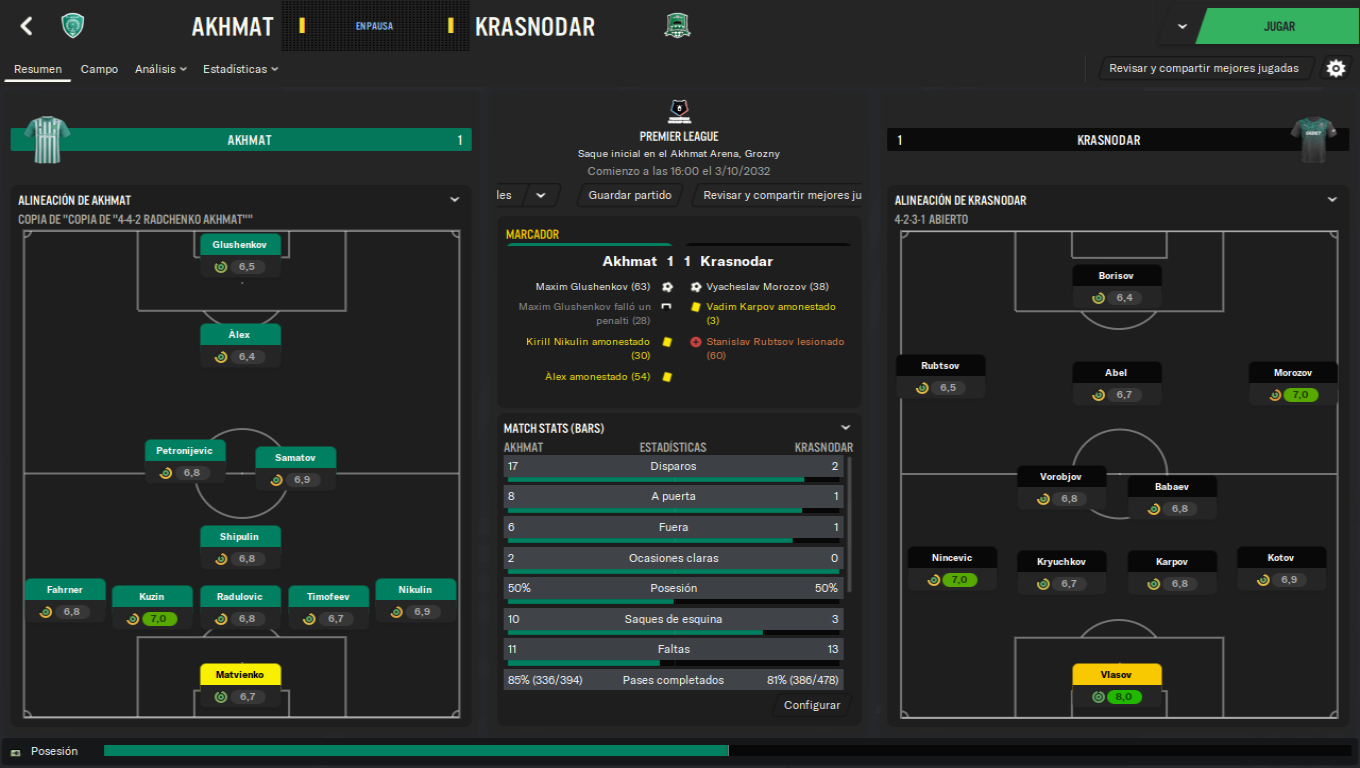 AKHMAT
EN PAUSA
KRASNODAR
JUGAR
Resumen
Campo
Análisis
Estadísticas
Revisar y compartir mejores jugadas
AKHMAT
1
PREMIER LEAGUE
Saque inicial en el Akhmat Arena, Grozny
Comienzo a las 16:00 el 3/10/2032
1
KRASNODAR
les
Guardar partido
Revisar y compartir mejores ju
ALINEACIÓN DE AKHMAT
COPIA DE "COPIA DE "4-4-2 RADCHENKO AKHMAT""
Glushenkov
6,5
Àlex
6,4
Petronijevic
6,8
Samatov
6,9
Shipulin
6,8
Fahrner
6,8
Kuzin
7,0
Radulovic
6,8
Timofeev
6,7
Nikulin
6,9
Matvienko
6,7
MARCADOR
Akhmat 1 1 Krasnodar
Maxim Glushenkov (63)
Vyacheslav Morozov (38)
Maxim Glushenkov falló un
penalti (28)
Vadim Karpov amonestado
(3)
Kirill Nikulin amonestado
(30)
Stanislav Rubtsov lesionado
(60)
Àlex amonestado (54)
MATCH STATS (BARS)
AKHMAT ESTADÍSTICAS KRASNODAR
17 Disparos 2
8 A puerta 1
6 Fuera 1
2 Ocasiones claras 0
50% Posesión 50%
10 Saques de esquina 3
11 Faltas 13
85% (336/394) Pases completados 81% (386/478)
Configurar
ALINEACIÓN DE KRASNODAR
4-2-3-1 ABIERTO
Borisov
6,4
Rubtsov
6,5
Abel
6,7
Morozov
7,0
Vorobjov
6,8
Babaev
6,8
Nincevic
7,0
Kryuchkov
6,7
Karpov
6,8
Kotov
6,9
Vlasov
8,0
Posesión